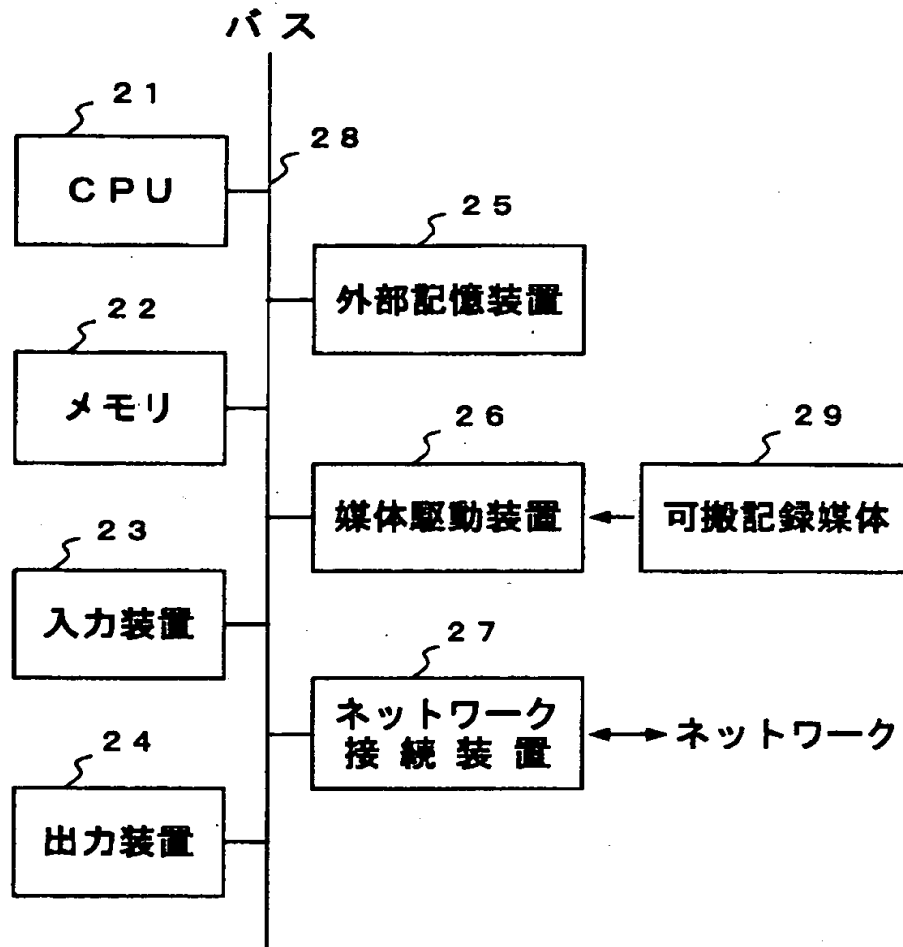 バス
21
CPU
28
25
外部記憶装置
22
メモリ
26
媒体駆動装置
29
可搬記録媒体
23
入力装置
27
ネットワーク
接続装置
ネットワーク
24
出力装置